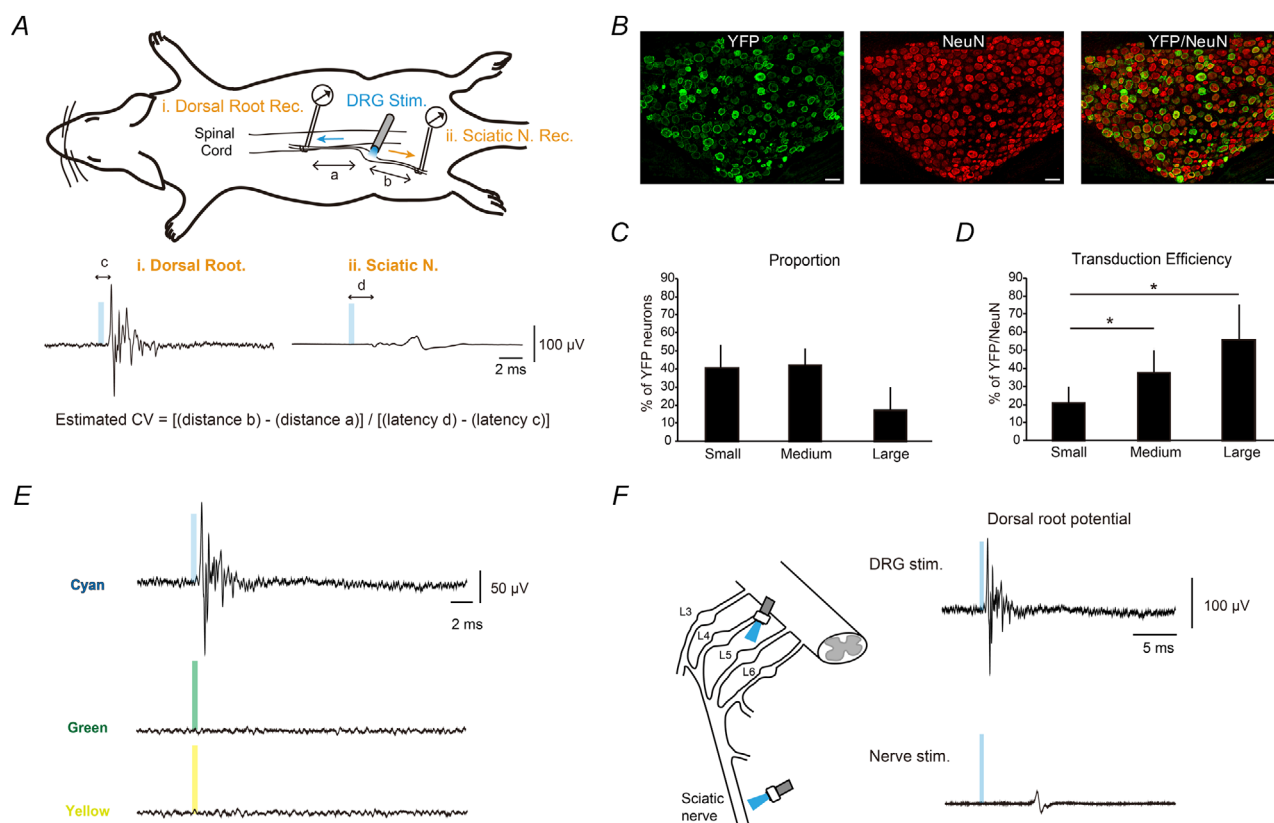 A
i. Dorsal Root Rec.
DRG Stim.
ii. Sciatic N. Rec.
Spinal
Cord
a
b
c
i. Dorsal Root.
ii. Sciatic N.
d
100 µV
2 ms
Estimated CV = [(distance b) - (distance a)] / [(latency d) - (latency c)]
B
YFP
NeuN
YFP/NeuN
C
Proportion
% of YFP neurons
90
80
70
60
50
40
30
20
10
0
Small
Medium
Large
D
Transduction Efficiency
% of YFP/NeuN
90
80
70
60
50
40
30
20
10
0
*
*
Small
Medium
Large
E
Cyan
50 µV
2 ms
Green
Yellow
F
Dorsal root potential
DRG stim.
L3
L4
L5
L6
100 µV
5 ms
Nerve stim.
Sciatic
nerve